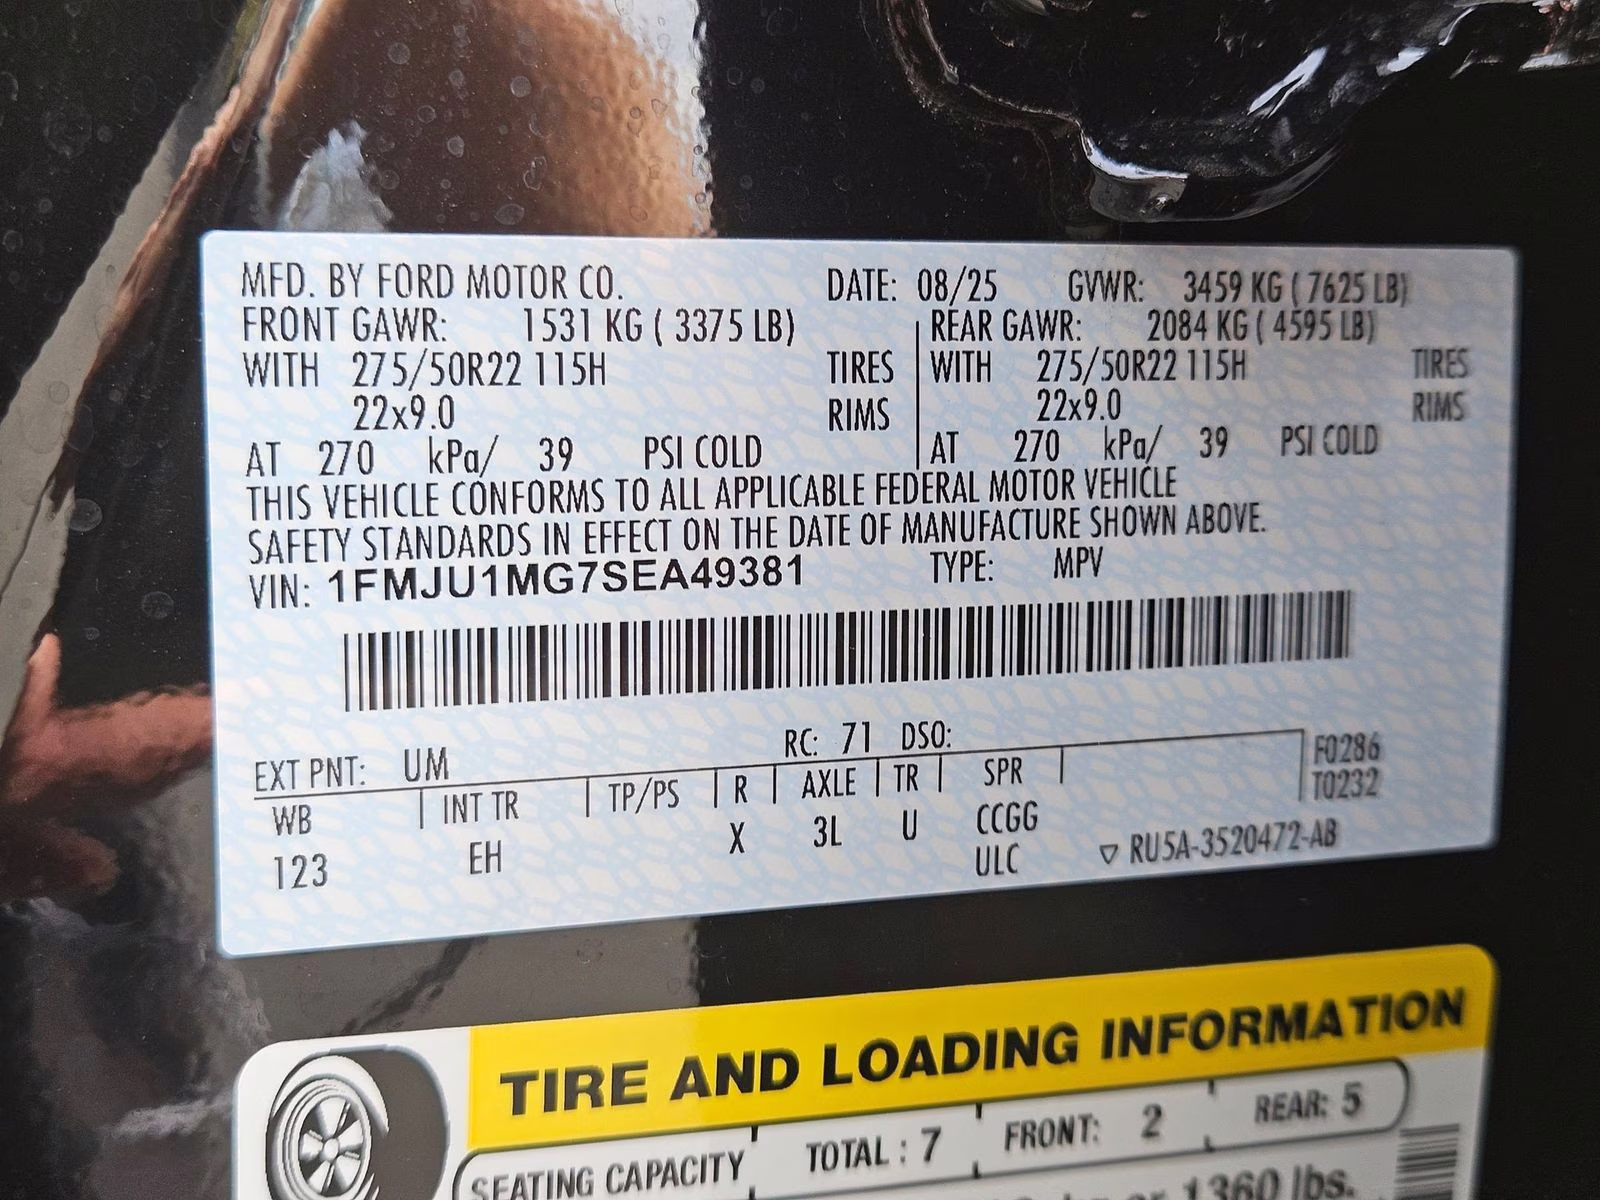 MFD. BY FORD MOTOR CO. DATE: 08/25 GVWR: 3459 KG ( 7625 LB)
FRONT GAWR: 1531 KG ( 3375 LB) REAR GAWR: 2084 KG ( 4595 LB)
WITH 275/50R22 115H TIRES WITH 275/50R22 115H TIRES
22x9.0 RIMS 22x9.0 RIMS
AT 270 kPa/ 39 PSI COLD AT 270 kPa/ 39 PSI COLD
THIS VEHICLE CONFORMS TO ALL APPLICABLE FEDERAL MOTOR VEHICLE
SAFETY STANDARDS IN EFFECT ON THE DATE OF MANUFACTURE SHOWN ABOVE.
VIN: 1FMJU1MG7SEA49381 TYPE: MPV
EXT PNT: UM RC: 71 DSO:
WB INT TR TP/PS R AXLE TR SPR F0286
T0232
123 EH X 3L U CCGG
ULC ▽ RU5A-3520472-AB
TIRE AND LOADING INFORMATION
SEATING CAPACITY TOTAL : 7 FRONT: 2 REAR: 5
or 1360 lbs.